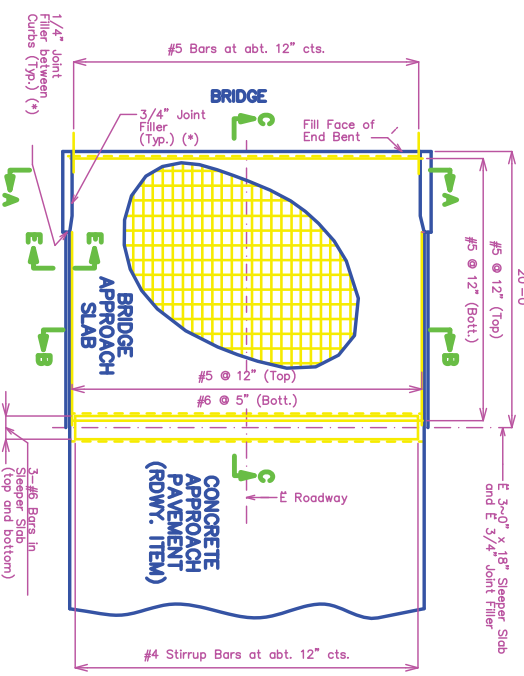 #5 Bars at abt. 12" cts.
1/4" Joint
Filler between
Curbs (Typ.) (*)
BRIDGE
3/4" Joint
Filler
(Typ.) (*)
C
Fill Face of
End Bent
A
A
E
E
B
B
BRIDGE
APPROACH
SLAB
#5 @ 12" (Top)
#5 @ 12" (Bott.)
20'-0"
#5 @ 12" (Top)
#6 @ 5" (Bott.)
C
Ë Roadway
Ë 3~0" x 18" Sleeper Slab
and Ë 3/4" Joint Filler
3-#6 Bars in
Sleeper Slab
(top and bottom)
CONCRETE
APPROACH
PAVEMENT
(RDWY. ITEM)
#4 Stirrup Bars at abt. 12" cts.